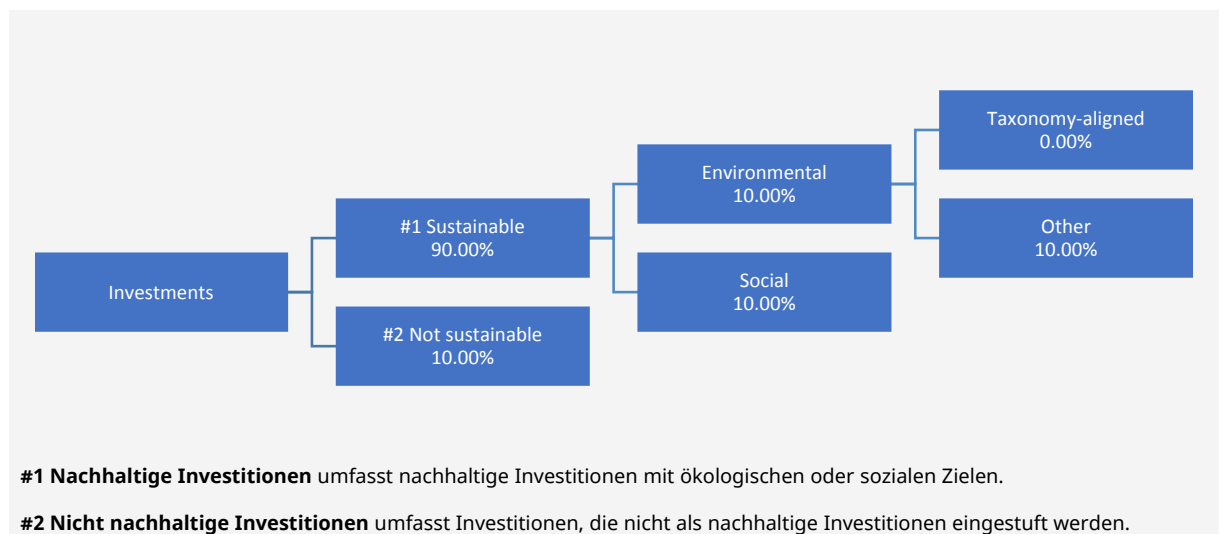 Taxonomy-aligned
0.00%
Environmental
10.00%
#1 Sustainable
90.00%
Other
10.00%
Investments
Social
10.00%
#2 Not sustainable
10.00%
#1 Nachhaltige Investitionen umfasst nachhaltige Investitionen mit ökologischen oder sozialen Zielen.
#2 Nicht nachhaltige Investitionen umfasst Investitionen, die nicht als nachhaltige Investitionen eingestuft werden.